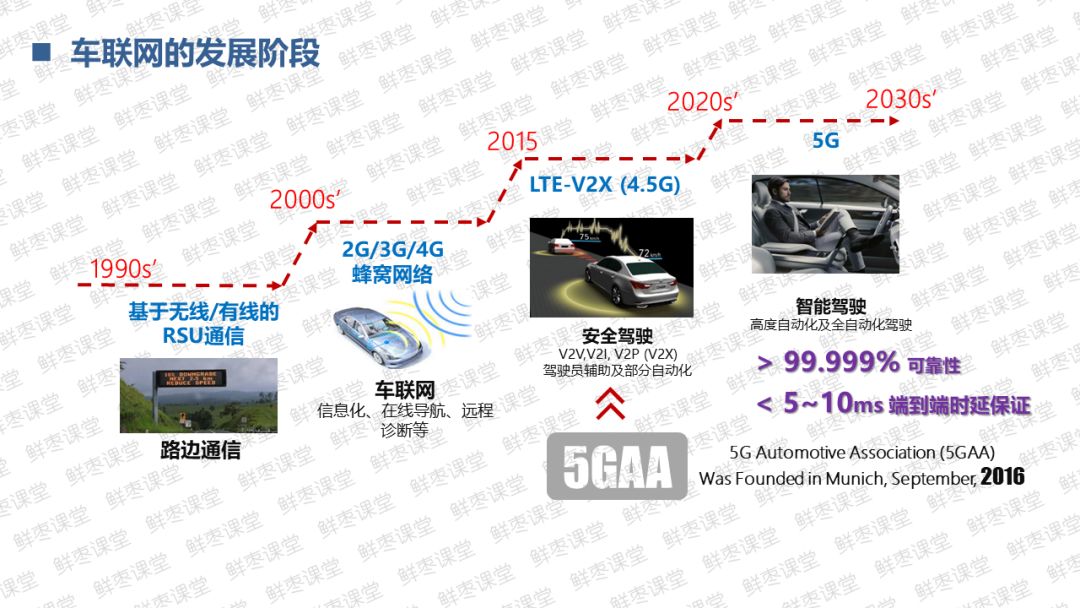 车联网的发展阶段
1990s’
基于无线/有线的
RSU通信
路边通信
2000s’
2G/3G/4G
蜂窝网络
车联网
信息化、在线导航、远程
诊断等
2015
LTE-V2X (4.5G)
75 km/h
72 km/h
安全驾驶
V2V,V2I, V2P (V2X)
驾驶员辅助及部分自动化
5GAA
2020s’
2030s’
5G
智能驾驶
高度自动化及全自动化驾驶
> 99.999% 可靠性
< 5~10ms 端到端时延保证
5G Automotive Association (5GAA)
Was Founded in Munich, September, 2016
10% DOWNGRADE
NEXT 2.5 km
REDUCE SPEED
鲜枣课堂